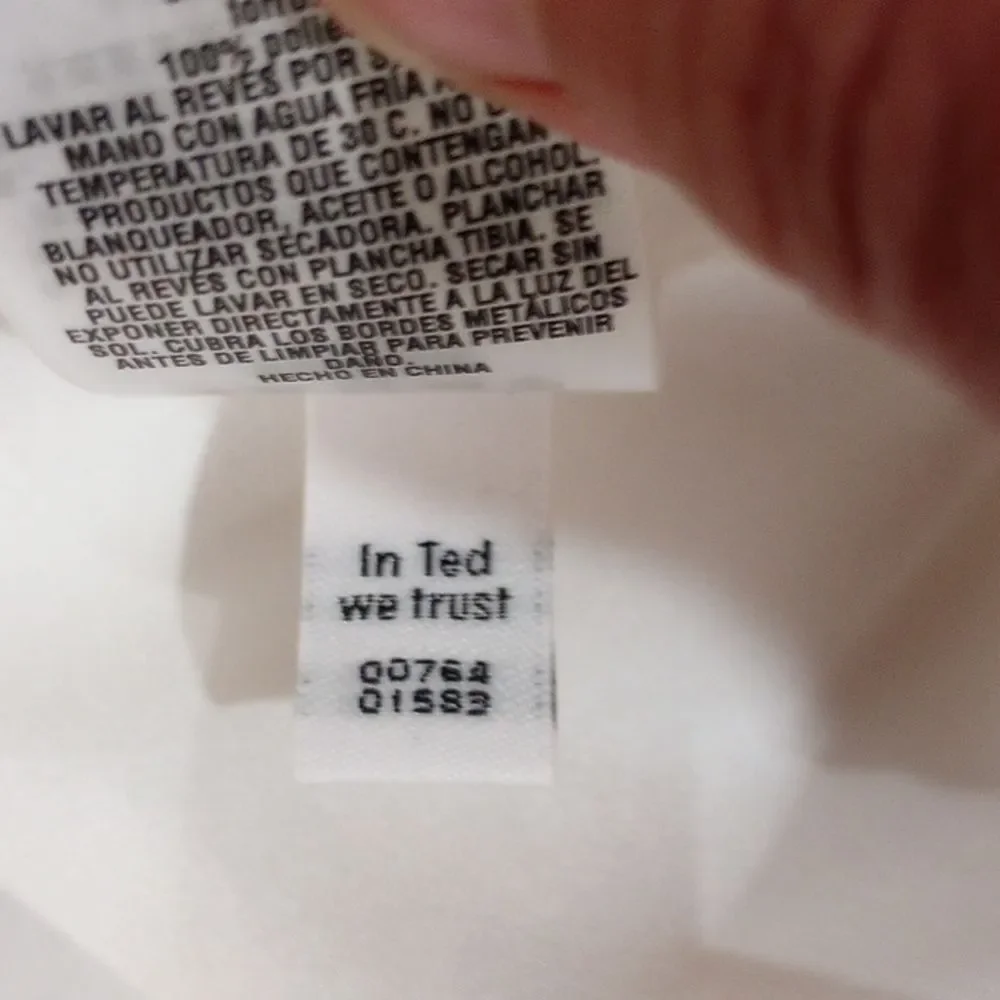 100%
LAVAR AL REVÉS POR
MANO CON AGUA FRÍA
TEMPERATURA DE 30 C. NO
PRODUCTOS QUE CONTENGAN
BLANQUEADOR, ACEITE O ALCOHOL.
NO UTILIZAR SECADORA. PLANCHAR
AL REVÉS CON PLANCHA TIBIA. SE
PUEDE LAVAR EN SECO. SECAR SIN
EXPONER DIRECTAMENTE A LA LUZ DEL
SOL. CUBRA LOS BORDES METÁLICOS
ANTES DE LIMPIAR PARA PREVENIR
DAÑO.
HECHO EN CHINA
In Ted
we trust
00764
01583